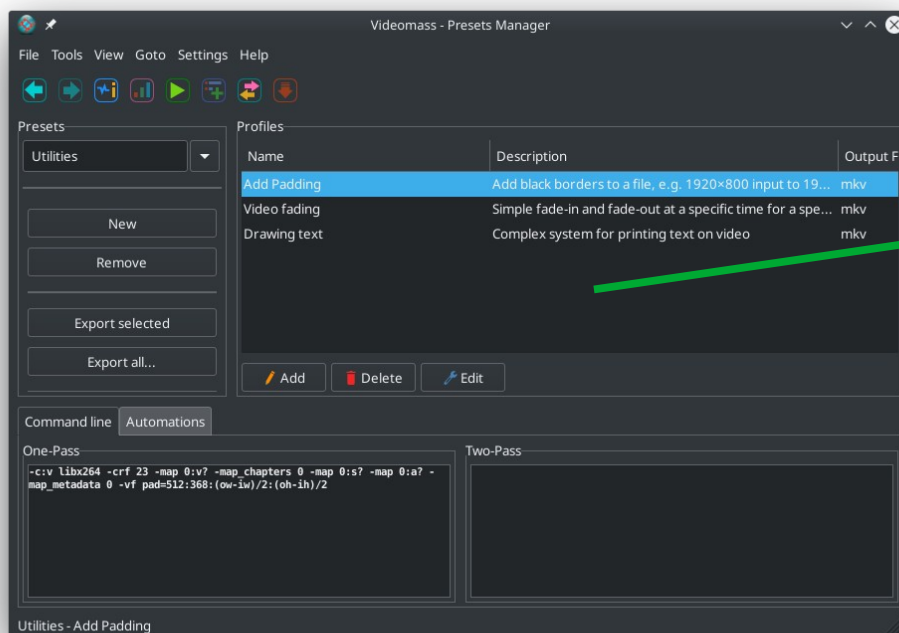 Videomass - Presets Manager
File Tools View Goto Settings Help
Presets
Utilities
New
Remove
Export selected
Export all...
Profiles
Name Description Output F
Add Padding Add black borders to a file, e.g. 1920×800 input to 19... mkv
Video fading Simple fade-in and fade-out at a specific time for a spe... mkv
Drawing text Complex system for printing text on video mkv
Add Delete Edit
Command line Automations
One-Pass
-c:v libx264 -crf 23 -map 0:v? -map_chapters 0 -map 0:s? -map 0:a? -
map_metadata 0 -vf pad=512:368:(ow-iw)/2:(oh-ih)/2
Two-Pass
Utilities - Add Padding